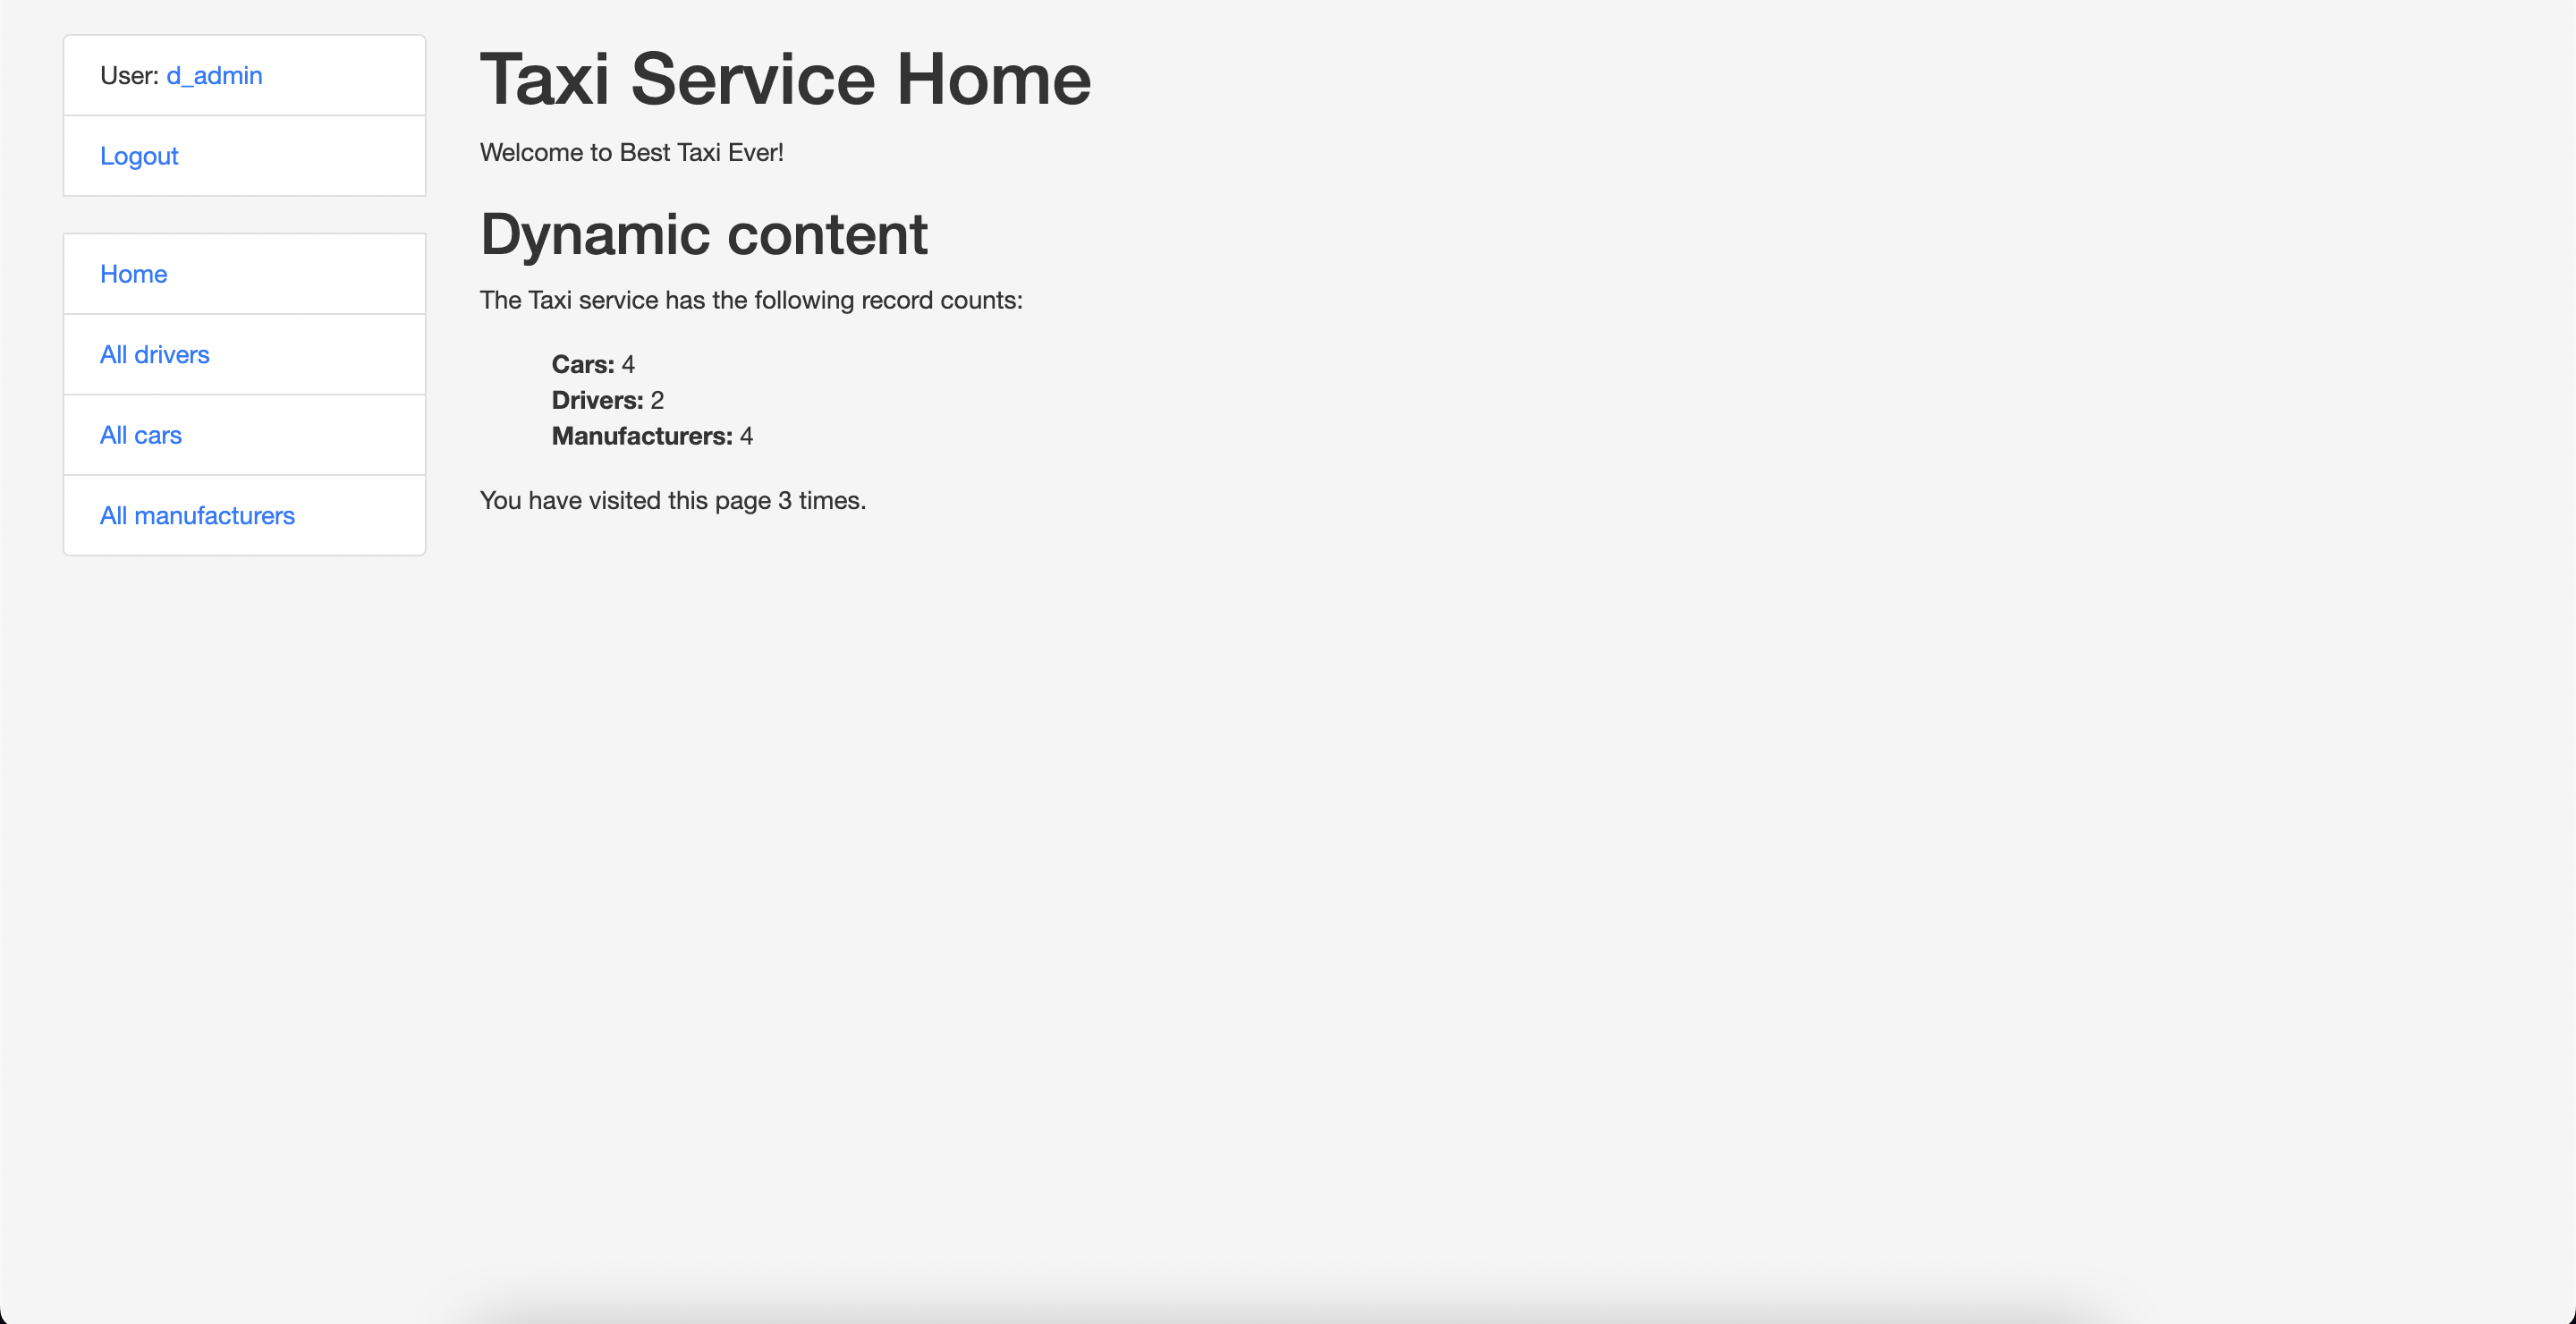 User: d_admin
Logout
Home
All drivers
All cars
All manufacturers
Taxi Service Home
Welcome to Best Taxi Ever!
Dynamic content
The Taxi service has the following record counts:
Cars: 4
Drivers: 2
Manufacturers: 4
You have visited this page 3 times.